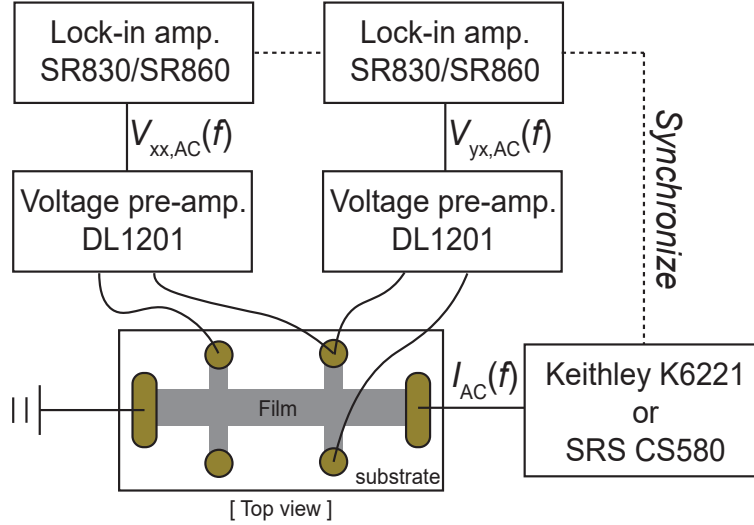 Lock-in amp.
SR830/SR860
Lock-in amp.
SR830/SR860
Vxx,AC(f)
Vyx,AC(f)
Synchronize
Voltage pre-amp.
DL1201
Voltage pre-amp.
DL1201
Film
IAC(f)
Keithley K6221
or
SRS CS580
substrate
[ Top view ]